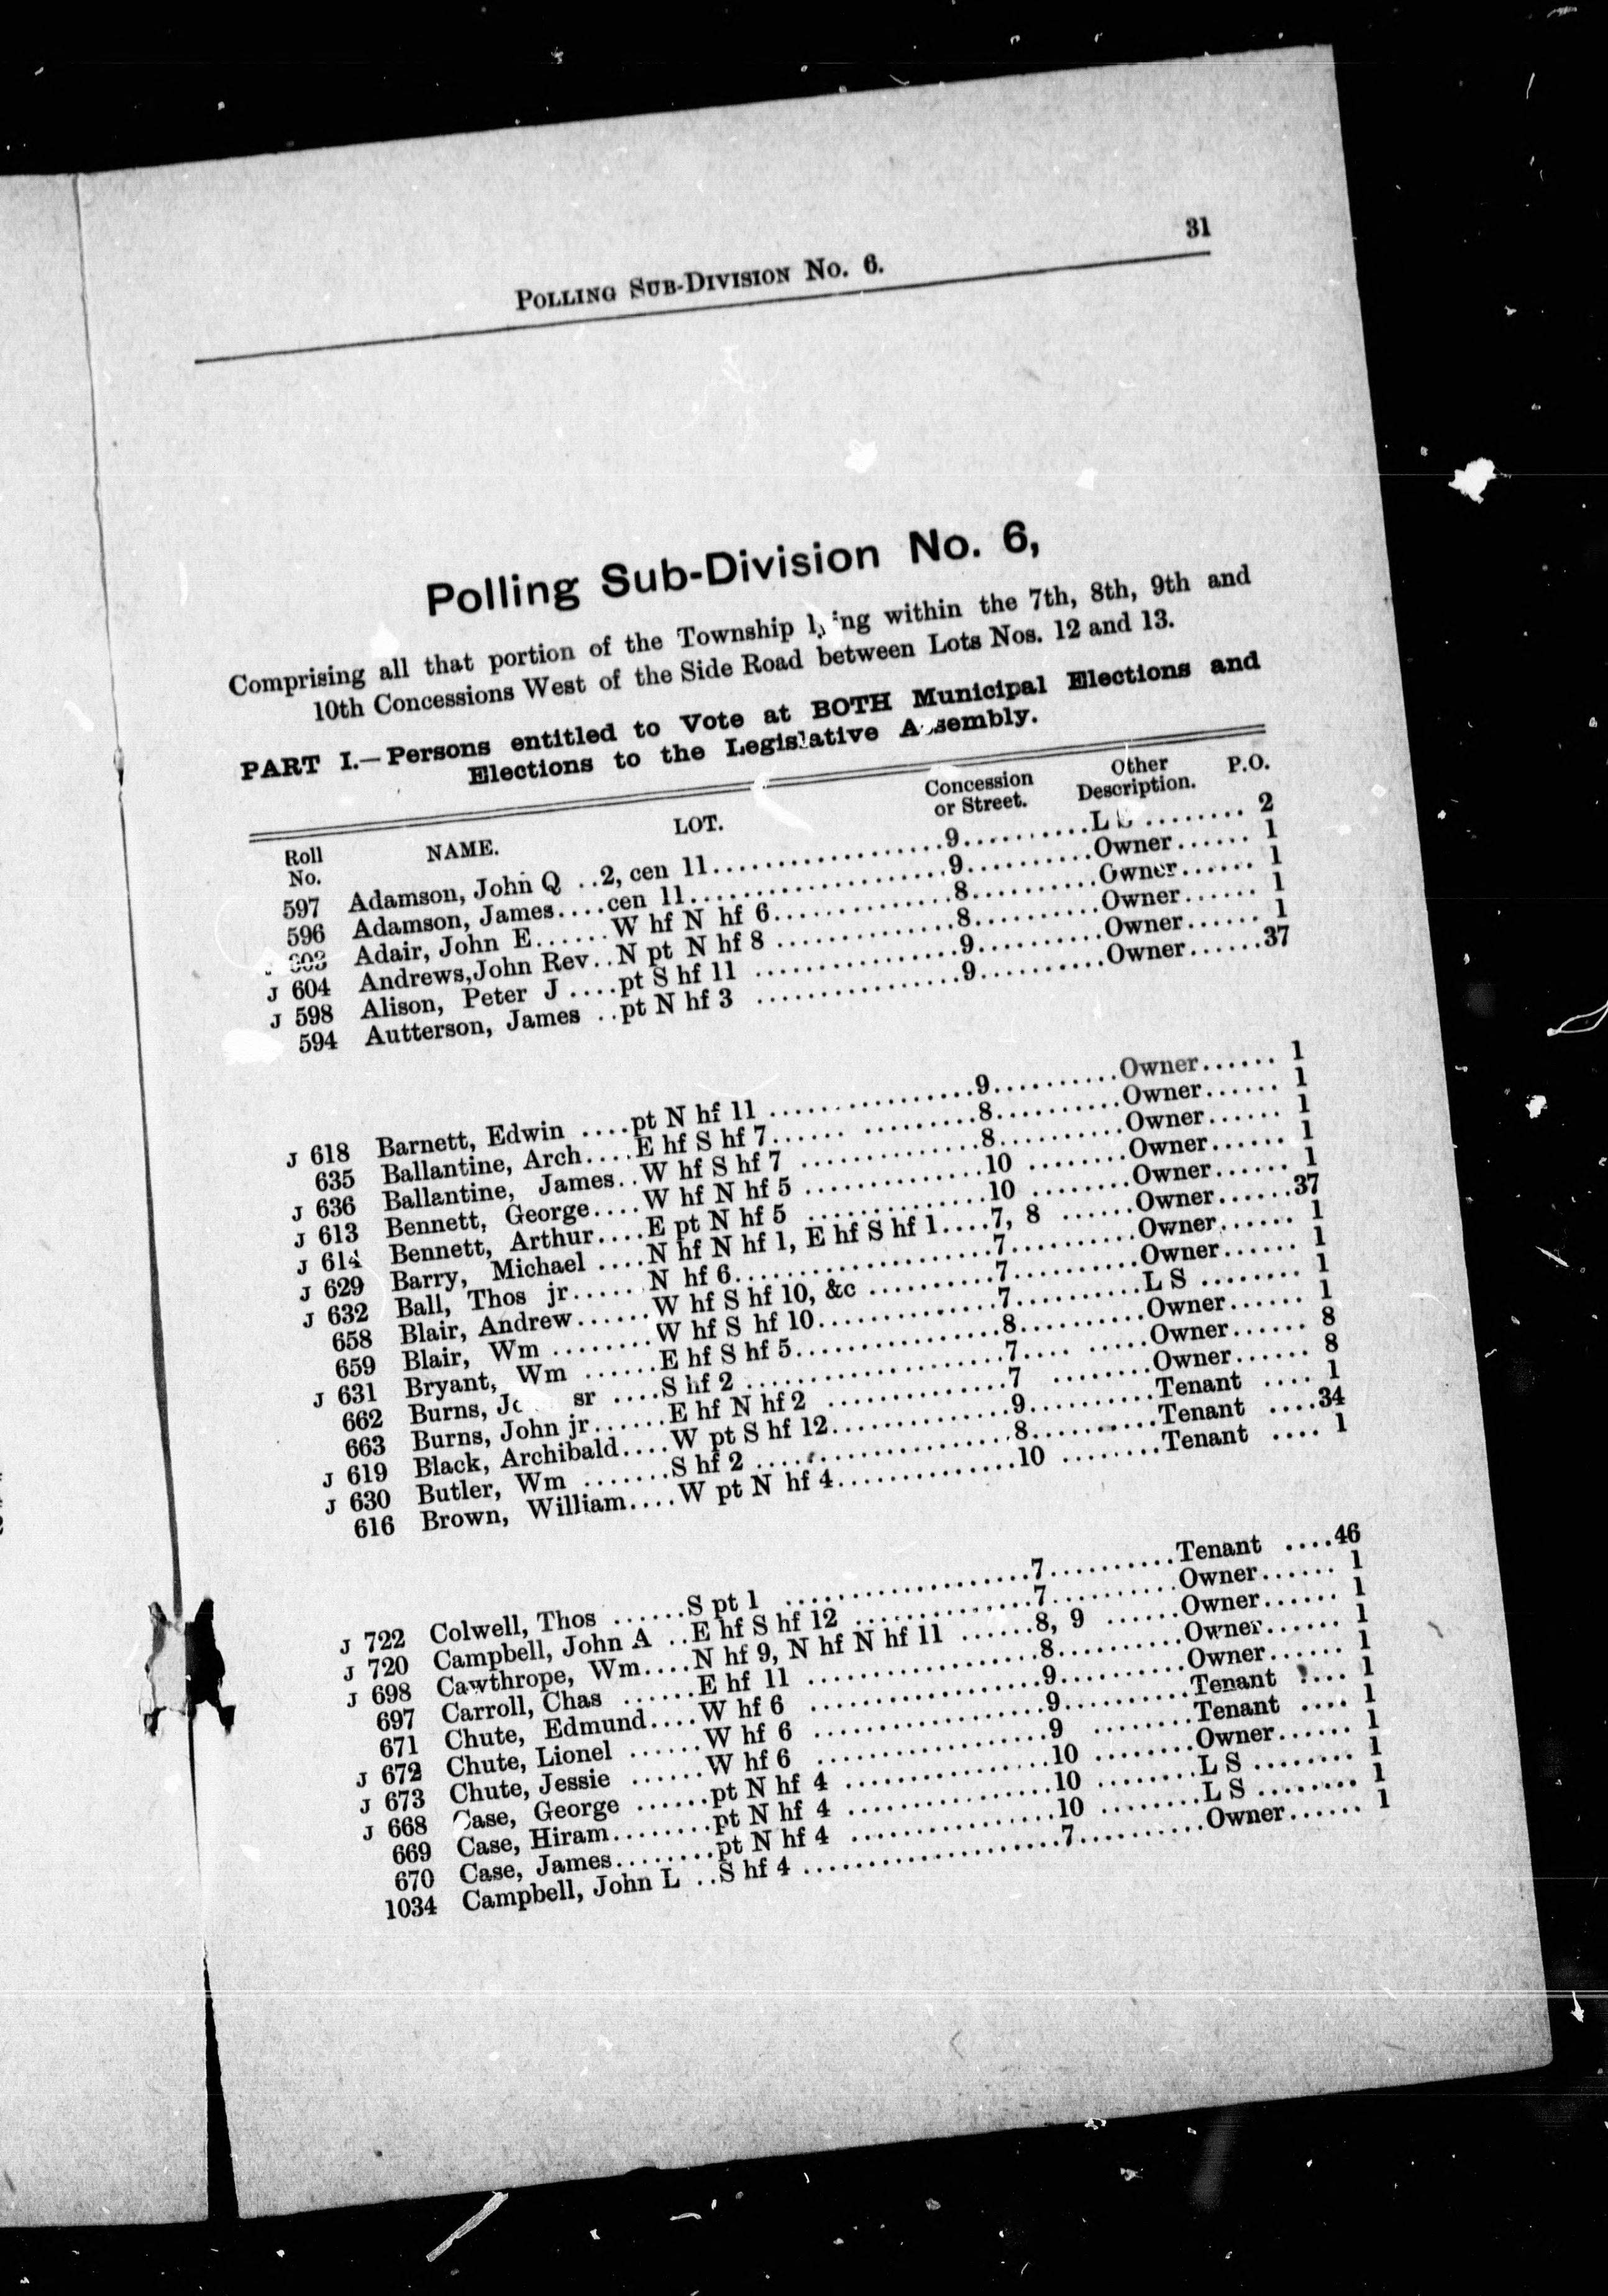 31
POLLING SUB-DIVISION No. 6.
Polling Sub-Division No. 6,
Comprising all that portion of the Township within the 7th, 8th, 9th and
10th Concessions West of the Side Road between Lots Nos. 12 and 13.
PART I.—Persons entitled to Vote at BOTH Municipal Elections and
Elections to the Legislative Assembly.
Roll No. NAME. LOT. Concession or Street. Other Description. P.O.
597 Adamson, John Q ..2, cen 11...................9..........L ........ 2
596 Adamson, James....cen 11....................9..........Owner...... 1
Adair, John E......W hf N hf 6..............8..........Owner...... 1
J 604 Andrews,John Rev..N pt N hf 8 ..............8..........Owner...... 1
J 598 Alison, Peter J ....pt S hf 11 ................9..........Owner...... 1
594 Autterson, James ..pt N hf 3 ................9..........Owner......37
J 618 Barnett, Edwin ....pt N hf 11 ................9..........Owner...... 1
635 Ballantine, Arch....E hf S hf 7...... .........8..........Owner...... 1
J 636 Ballantine, James..W hf S hf 7 ..............8..........Owner...... 1
J 613 Bennett, George....W hf N hf 5 ..............10 ........Owner...... 1
J 614 Bennett, Arthur....E pt N hf 5 ..............10 ........Owner...... 1
J 629 Barry, Michael ....N hf N hf 1, E hf S hf 1....7, 8 ......Owner......37
J 632 Ball, Thos jr......N hf 6....................7..........Owner...... 1
658 Blair, Andrew......W hf S hf 10, &c ..........7..........Owner...... 1
659 Blair, Wm ........W hf S hf 10..............7..........L S ........ 1
J 631 Bryant, Wm ......E hf S hf 5................8..........Owner...... 1
662 Burns, sr ....S hf 2 ....................7.... .....Owner...... 8
663 Burns, John jr......E hf N hf 2 ..............7 ........Owner...... 8
J 619 Black, Archibald....W pt S hf 12..............9..........Tenant .... 1
J 630 Butler, Wm .......S hf 2 ....................8..........Tenant ....34
616 Brown, William....W pt N hf 4..............10 ........Tenant .... 1
J 722 Colwell, Thos ......S pt 1 ...................7..........Tenant ....46
J 720 Campbell, John A ..E hf S hf 12 ..............7..........Owner...... 1
J 698 Cawthrope, Wm....N hf 9, N hf N hf 11 ......8, 9 ......Owner...... 1
697 Carroll, Chas ......E hf 11 ..................8..........Owner...... 1
671 Chute, Edmund....W hf 6 ..................9..........Owner...... 1
J 672 Chute, Lionel ......W hf 6 ..................9..........Tenant .... 1
J 673 Chute, Jessie ......W hf 6 ..................9 ........Tenant .... 1
J 668 Case, George ......pt N hf 4 ................10 ........Owner...... 1
669 Case, Hiram........pt N hf 4 ................10 ........L S ........ 1
670 Case, James........pt N hf 4 ................10 ........L S ........ 1
1034 Campbell, John L ..S hf 4 ....................7..........Owner...... 1